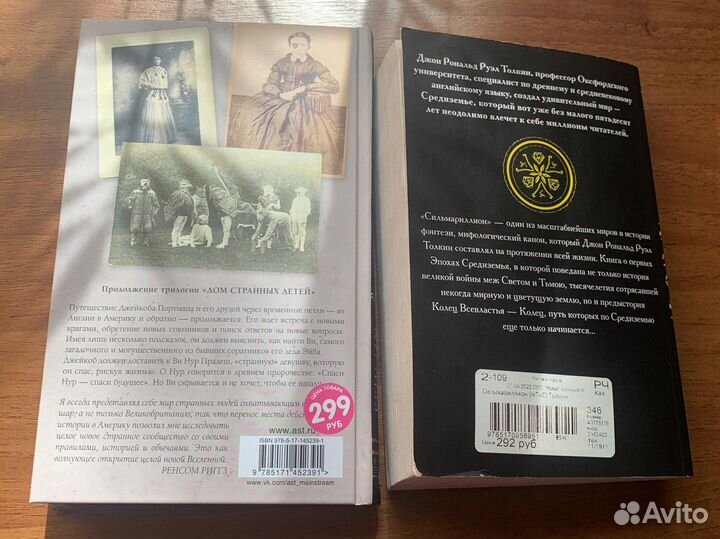 Продолжение трилогии «ДОМ СТРАННЫХ ДЕТЕЙ»
Путешествие Джейкоба Портмана и его друзей через временные петли — из
Англии в Америку и обратно — продолжается. Его ждет встреча с новыми
врагами, обретение новых союзников и поиск ответов на новые вопросы.
Имея лишь несколько подсказок, он должен выяснить, как найти Ви, самого
загадочного и могущественного из бывших соратников его деда Эйба.
Джейкоб должен доставить к Ви Нур Прадеш, «странную» девушку, которую
он спас, рискуя жизнью. О Нур говорится в древнем пророчестве: «Спаси
Нур — спаси будущее». Но Ви скрывается и не хочет, чтобы ее нашли
Я всегда представлял себе мир странных людей охватывающим
шар; а не только Великобританию; так что перенос места дейс
истории в Америку позволил мне исследовать
целое новое странное сообщество со своими
правилами, историей и обычаями. Это как
волнующее открытие целой новой Вселенной.
РЕНСОМ РИГГЗ
ЦЕНА ТОВАРА
299
РУБ
www.ast.ru
ISBN 978-5-17-145239-1
9 785171 452391
www.vk.com/ast_mainstream
Джон Рональд Руэл Толкин, профессор Оксфордского
университета, специалист по древнему и средневековому
английскому языку, создал удивительный мир —
Средиземье, который вот уже без малого пятьдесят
лет неодолимо влечет к себе миллионы читателей.
«Сильмариллион» — один из масштабнейших миров в истории
фэнтези, мифологический канон, который Джон Рональд Руэл
Толкин составлял на протяжении всей жизни. Книга о первых
Эпохах Средиземья, в которой поведана не только история
великой войны меж Светом и Тьмою, тысячелетия сотрясавшей
некогда мирную и цветущую землю, но и предыстория
Колец Всевластья — Колец, путь которых по Средиземью
еще только начинается...
2-109
Сильмариллион (мТиС) Толкин
РЧ
Каз
346
9785170956951
Цена: 292 руб.
Avito